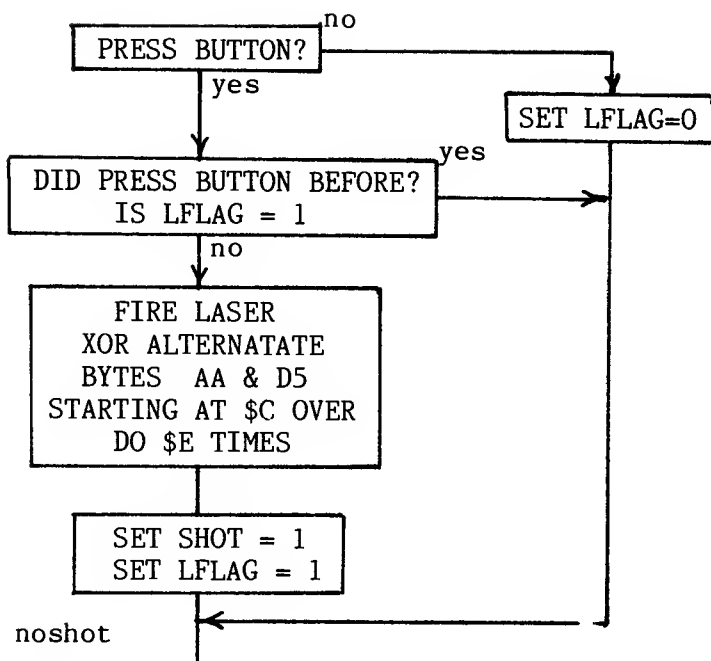 PRESS BUTTON?
no
yes
SET LFLAG=0
DID PRESS BUTTON BEFORE?
IS LFLAG = 1
yes
no
FIRE LASER
XOR ALTERNATATE
BYTES AA & D5
STARTING AT $C OVER
DO $E TIMES
SET SHOT = 1
SET LFLAG = 1
noshot